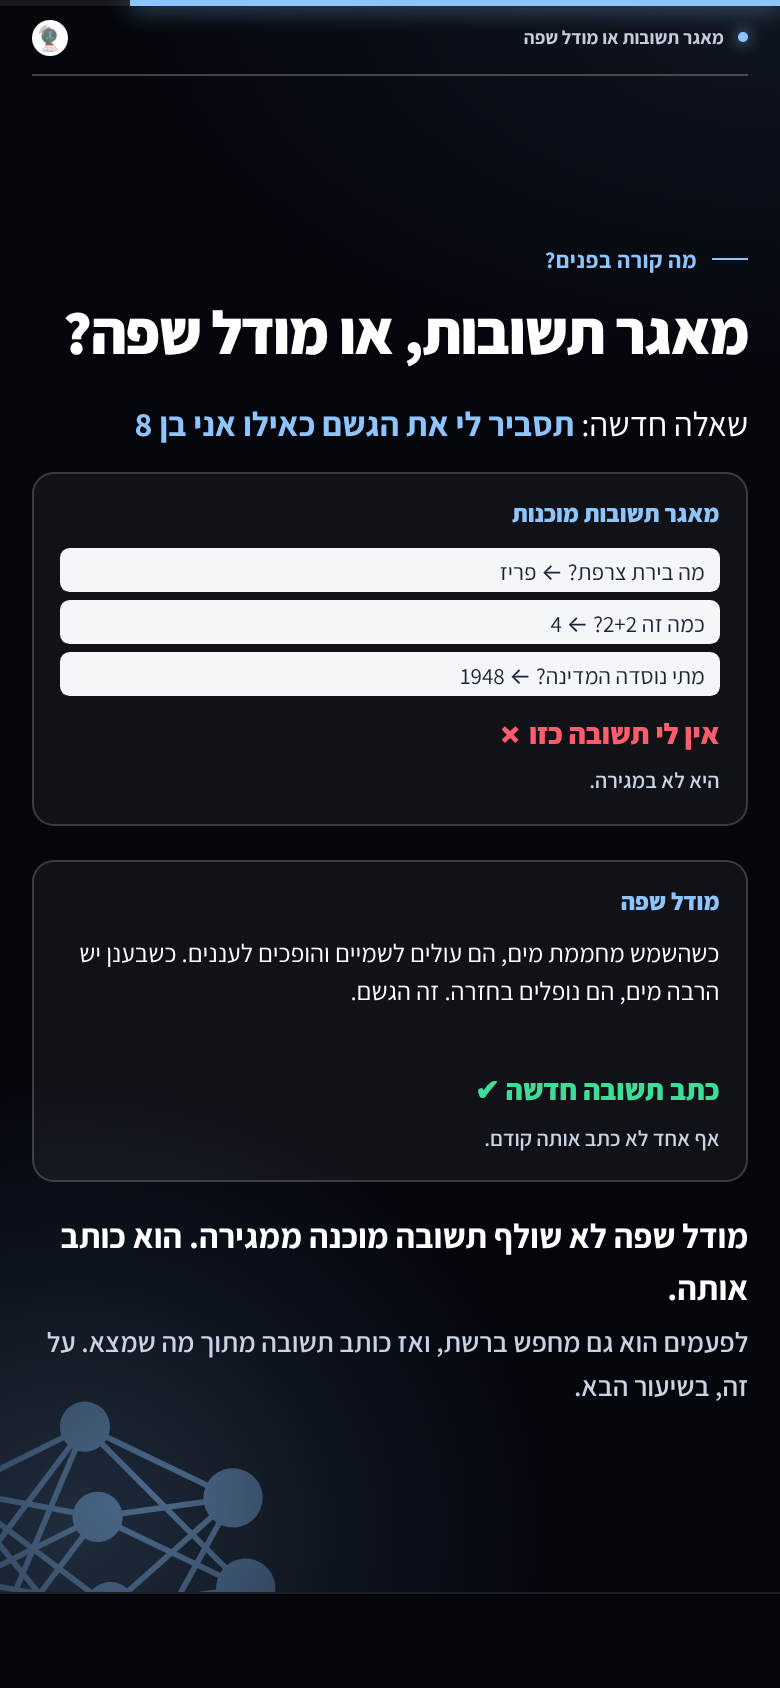 מאגר תשובות או מודל שפה
מה קורה בפנים?
מאגר תשובות, או מודל שפה?
שאלה חדשה: תסביר לי את הגשם כאילו אני בן 8
מאגר תשובות מוכנות
מה בירת צרפת? ← פריז
כמה זה 2+2? ← 4
מתי נוסדה המדינה? ← 1948
אין לי תשובה כזו ✖
היא לא במגירה.
מודל שפה
כשהשמש מחממת מים, הם עולים לשמיים והופכים לעננים. כשבענן יש
הרבה מים, הם נופלים בחזרה. זה הגשם.
כתב תשובה חדשה ✔
אף אחד לא כתב אותה קודם.
מודל שפה לא שולף תשובה מוכנה ממגירה. הוא כותב
אותה.
לפעמים הוא גם מחפש ברשת, ואז כותב תשובה מתוך מה שמצא. על
זה, בשיעור הבא.